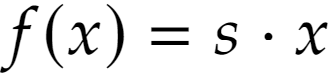 f(x) = s · x